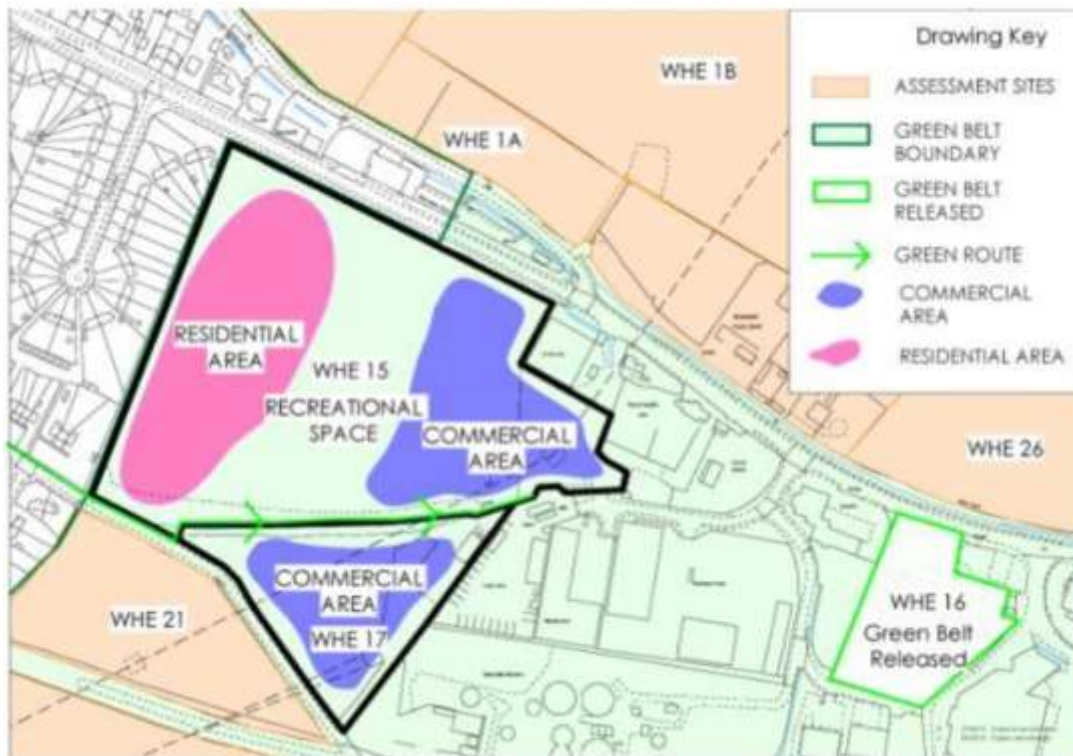 Drawing Key
ASSESSMENT SITES
GREEN BELT
BOUNDARY
GREEN BELT
RELEASED
GREEN ROUTE
COMMERCIAL
AREA
RESIDENTIAL AREA
WHE 1B
WHE 1A
RESIDENTIAL
AREA
WHE 15
RECREATIONAL
SPACE
COMMERCIAL
AREA
WHE 26
COMMERCIAL
AREA
WHE 17
WHE 21
WHE 16
Green Belt
Released